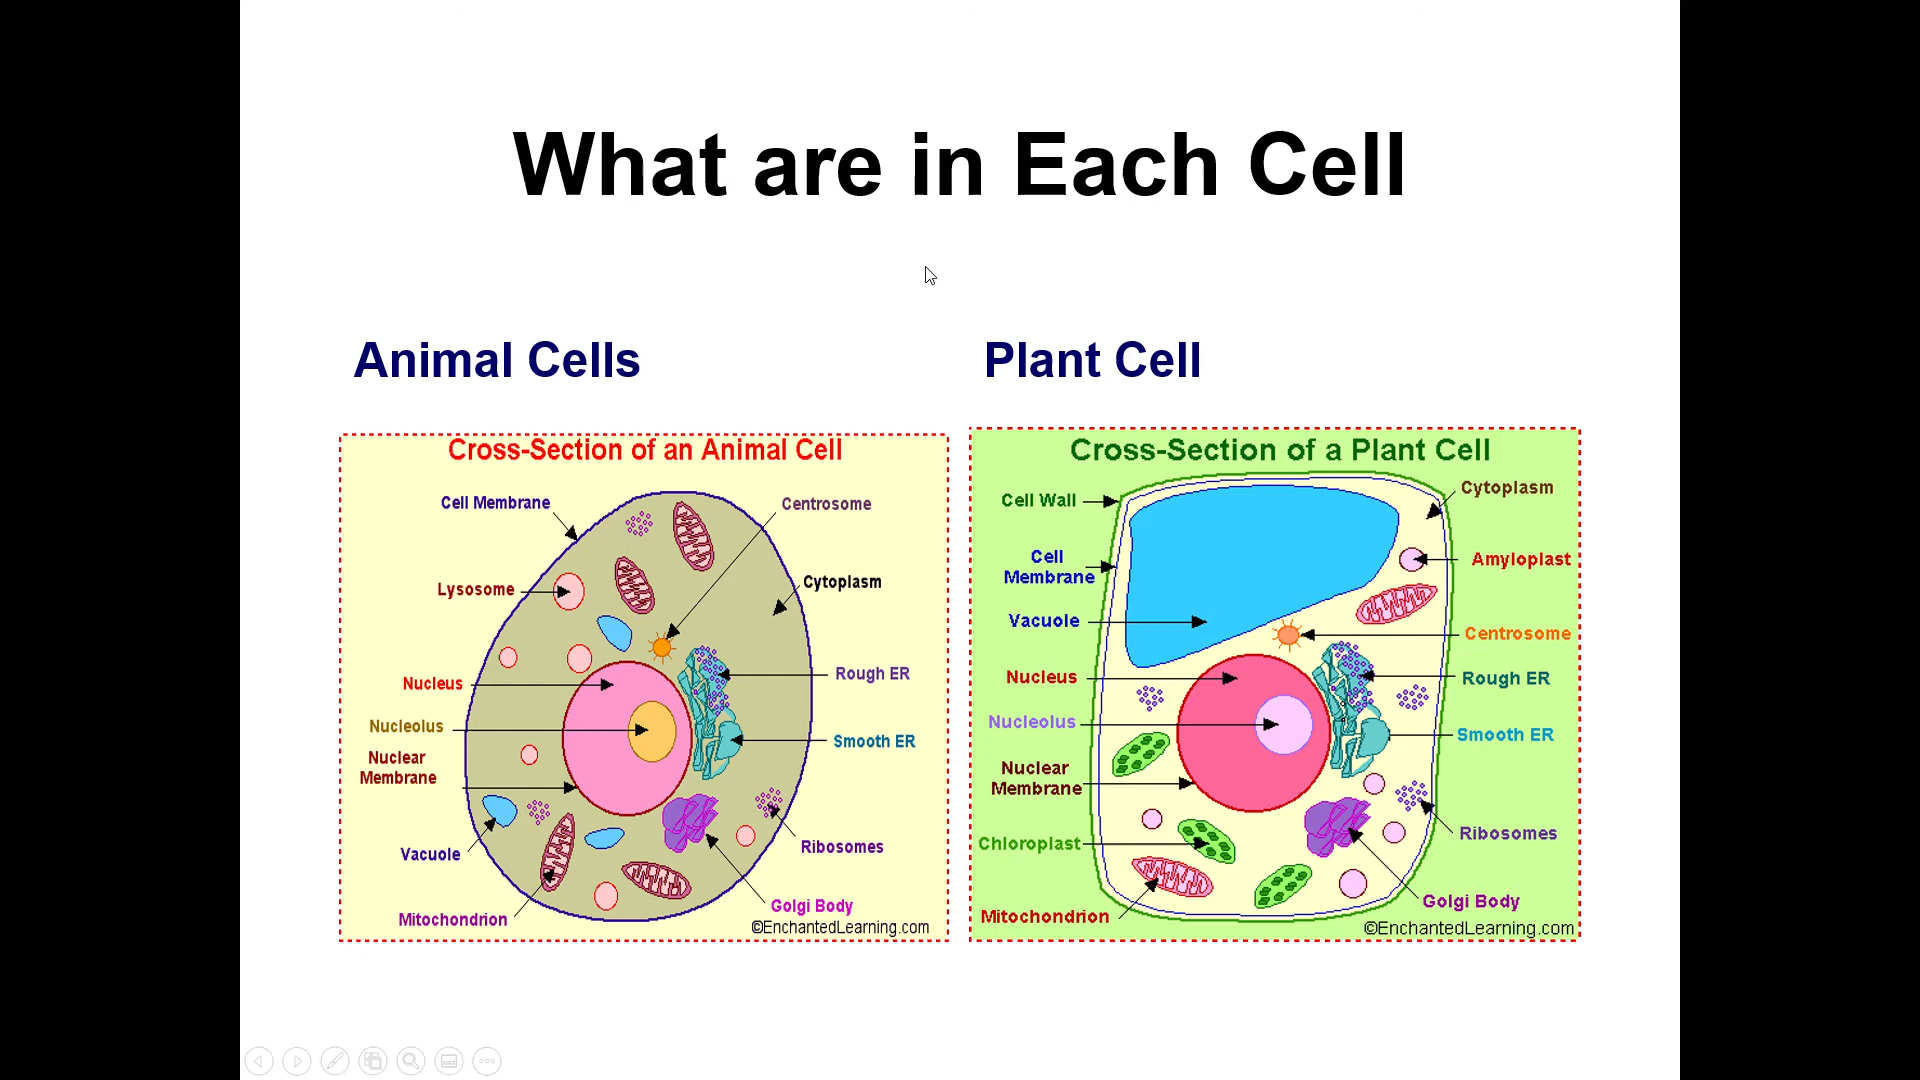 What are in Each Cell
Animal Cells
Cross-Section of an Animal Cell
Cell Membrane
Centrosome
Lysosome
Cytoplasm
Nucleus
Rough ER
Nucleolus
Smooth ER
Nuclear
Membrane
Vacuole
Ribosomes
Mitochondrion
Golgi Body
©EnchantedLearning.com
Plant Cell
Cross-Section of a Plant Cell
Cell Wall
Cytoplasm
Cell
Membrane
Amyloplast
Vacuole
Centrosome
Nucleus
Rough ER
Nucleolus
Smooth ER
Nuclear
Membrane
Chloroplast
Ribosomes
Mitochondrion
Golgi Body
©EnchantedLearning.com